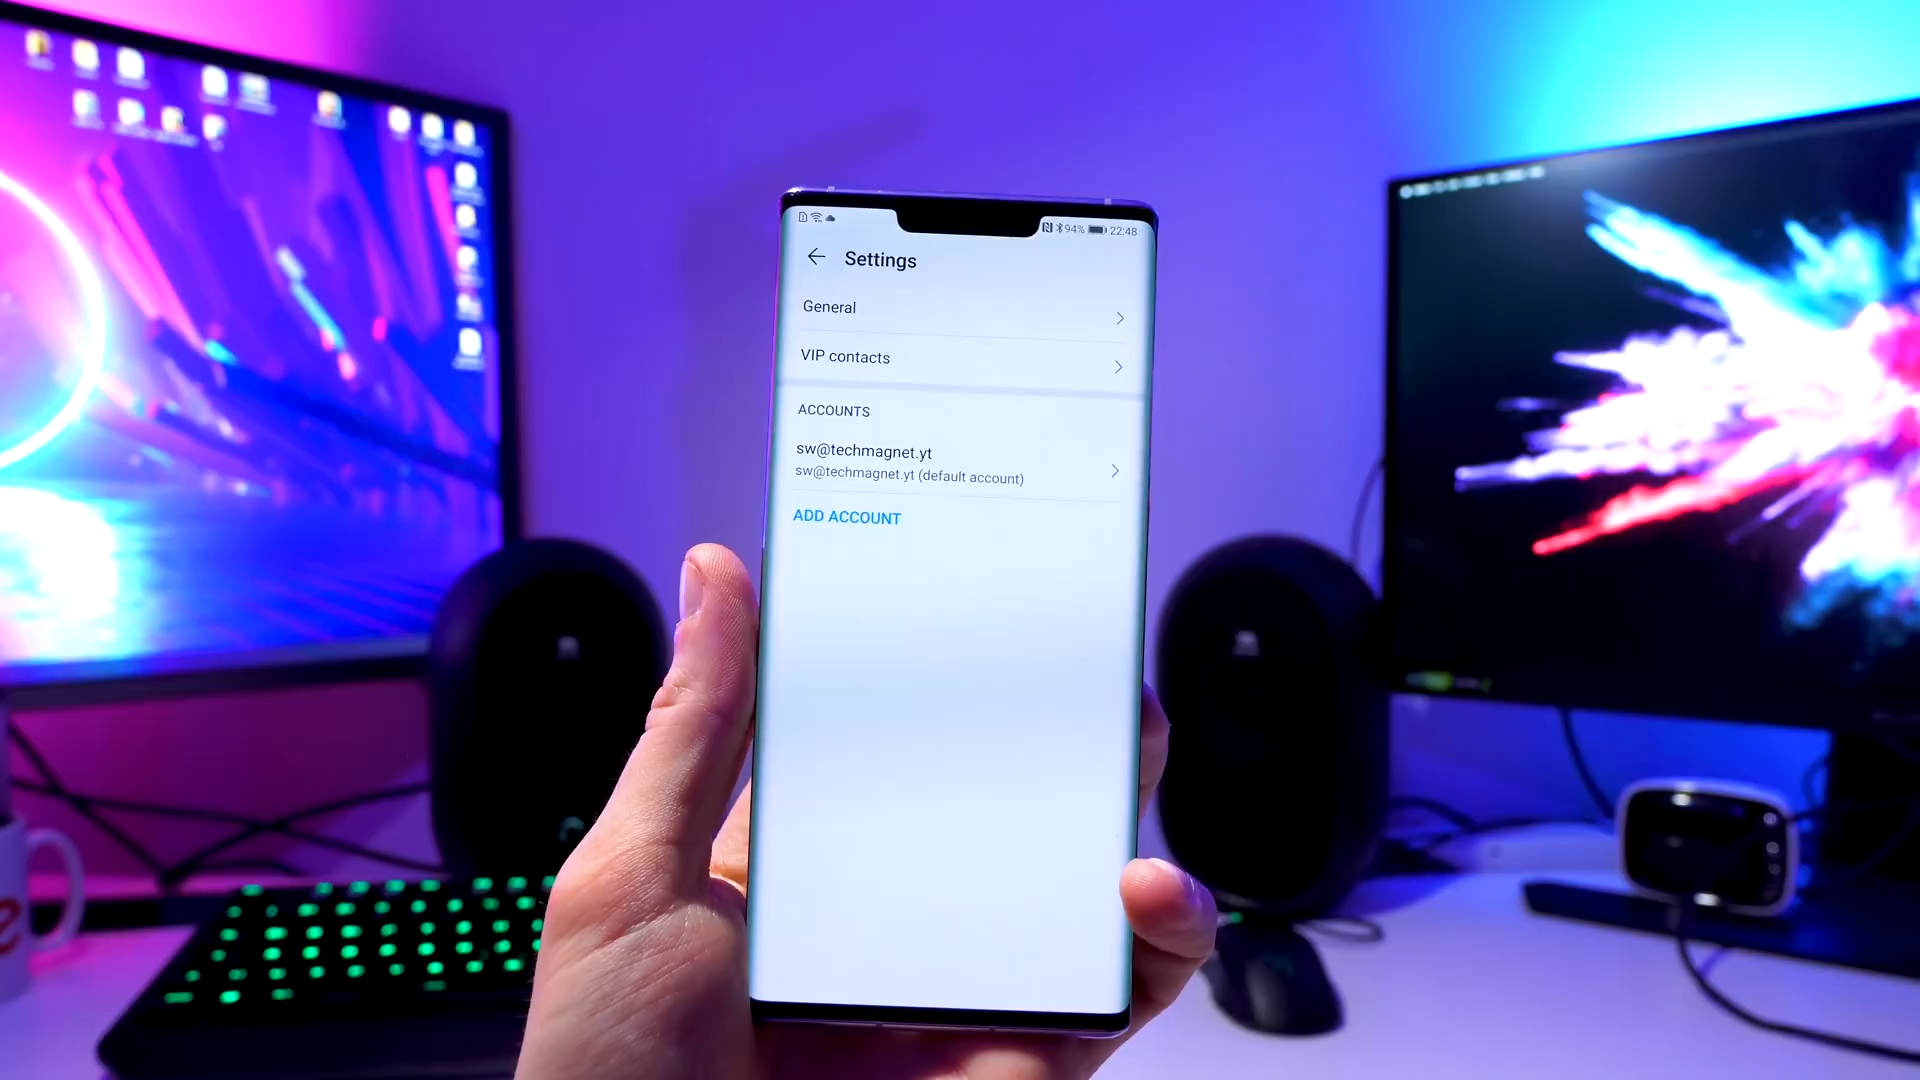 94% 22:48
Settings
General
VIP contacts
ACCOUNTS
sw@techmagnet.yt
sw@techmagnet.yt (default account)
ADD ACCOUNT